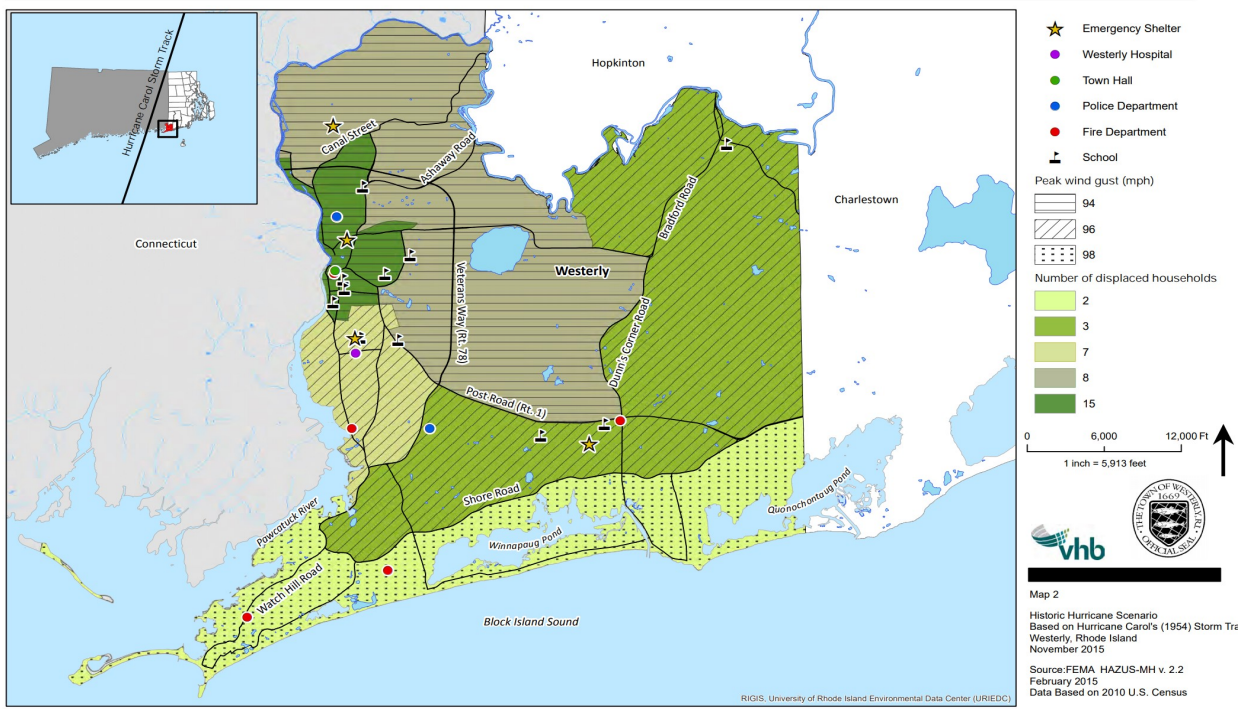 Hurricane Carol Storm Track
Hopkinton
Connecticut
Charlestown
Canal Street
Ashaway Road
Bradford Road
Westerly
Veterans Way (Rt. 78)
Dunn's Corner Road
Post Road (Rt. 1)
Shore Road
Pawcatuck River
Winnapaug Pond
Quonochontaug Pond
Watch Hill Road
Block Island Sound
RIGIS, University of Rhode Island Environmental Data Center (URIEDC)
Emergency Shelter
Westerly Hospital
Town Hall
Police Department
Fire Department
School
Peak wind gust (mph)
94
96
98
Number of displaced households
2
3
7
8
15
0 6,000 12,000 Ft
1 inch = 5,913 feet
vhb
THE TOWN OF WESTERLY, R.I.
1669
OFFICIAL SEAL
Map 2
Historic Hurricane Scenario
Based on Hurricane Carol's (1954) Storm Tra
Westerly, Rhode Island
November 2015
Source:FEMA HAZUS-MH v. 2.2
February 2015
Data Based on 2010 U.S. Census